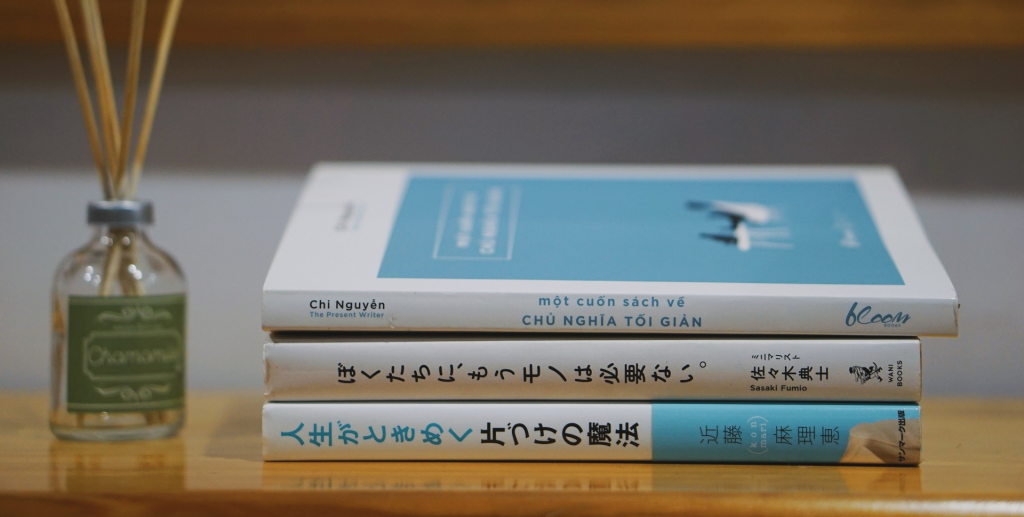 Chamomile
Chi Nguyễn
The Present Writer
một cuốn sách về
CHỦ NGHĨA TỐI GIẢN
bloom
ぼくたちに、もうモノは必要ない。
ミニマリスト
佐々木典士
Sasaki Fumio
WANI
BOOKS
人生がときめく片づけの魔法
近藤麻理恵
(konmari)
サンマーク出版